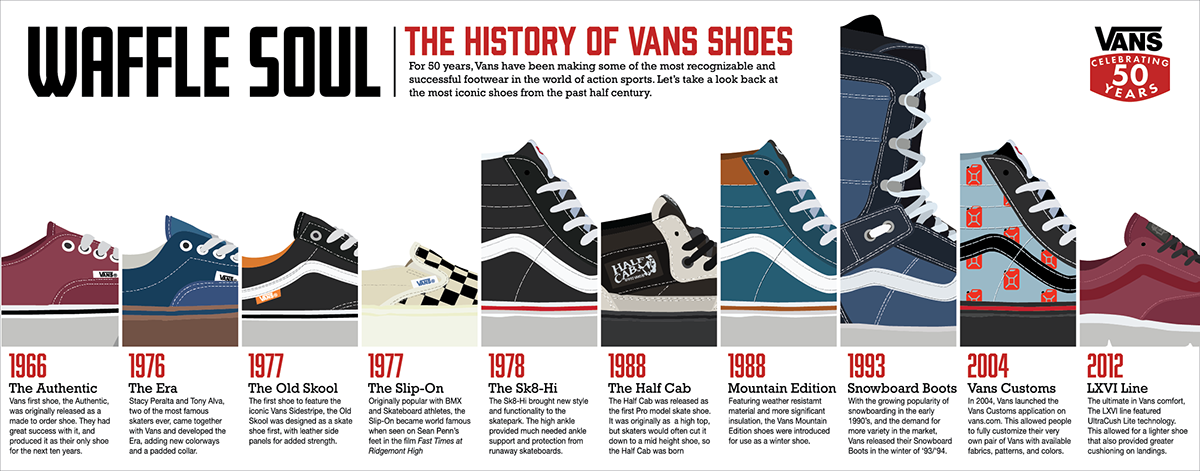 WAFFLE SOUL
THE HISTORY OF VANS SHOES
For 50 years, Vans have been making some of the most recognizable and
successful footwear in the world of action sports. Let's take a look back at
the most iconic shoes from the past half century.
VANS
CELEBRATING
50
YEARS
VANS
VANS
VANS
VANS
HALF
CAB
1966
The Authentic
Vans first shoe, the Authentic,
was originally released as a
made to order shoe. They had
great success with it, and
produced it as their only shoe
for the next ten years.
1976
The Era
Stacy Peralta and Tony Alva,
two of the most famous
skaters ever, came together
with Vans and developed the
Era, adding new colorways
and a padded collar.
1977
The Old Skool
The first shoe to feature the
iconic Vans Sidestripe, the Old
Skool was designed as a skate
shoe first, with leather side
panels for added strength.
1977
The Slip-On
Originally popular with BMX
and Skateboard athletes, the
Slip-On became world famous
when seen on Sean Penn's
feet in the film Fast Times at
Ridgemont High
1978
The Sk8-Hi
The Sk8-Hi brought new style
and functionality to the
skatepark. The high ankle
provided much needed ankle
support and protection from
runaway skateboards.
1988
The Half Cab
The Half Cab was released as
the first Pro model skate shoe.
It was originally as a high top,
but skaters would often cut it
down to a mid height shoe, so
the Half Cab was born
1988
Mountain Edition
Featuring weather resistamt
material and more significant
insulation, the Vans Mountain
Edition shoes were introduced
for use as a winter shoe.
1993
Snowboard Boots
With the growing popularity of
snowboarding in the early
1990's, and the demand for
more variety in the market,
Vans released their Snowboard
Boots in the winter of '93/'94.
2004
Vans Customs
In 2004, Vans launched the
Vans Customs application on
vans.com. This allowed people
to fully customize their very
own pair of Vans with available
fabrics, patterns, and colors.
2012
LXVI Line
The ultimate in Vans comfort,
The LXVI line featured
UltraCush Lite technology.
This allowed for a lighter shoe
that also provided greater
cushioning on landings.